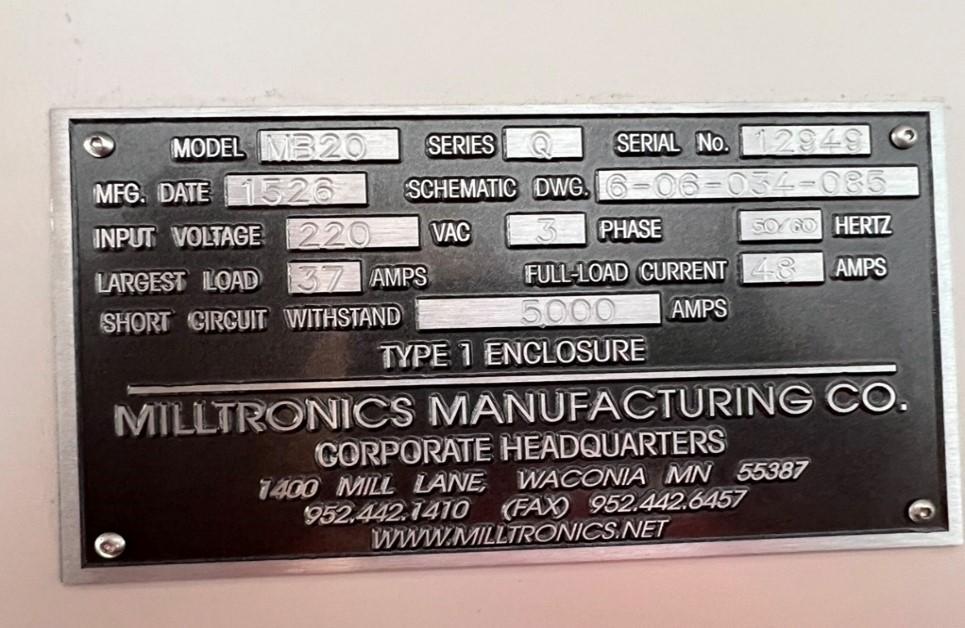 MODEL MB20 SERIES Q SERIAL No. 12949
MFG. DATE 1526 SCHEMATIC DWG. 6-06-034-085
INPUT VOLTAGE 220 VAC 3 PHASE 50/60 HERTZ
LARGEST LOAD 37 AMPS FULL-LOAD CURRENT 48 AMPS
SHORT CIRCUIT WITHSTAND 5000 AMPS
TYPE 1 ENCLOSURE
MILLTRONICS MANUFACTURING CO.
CORPORATE HEADQUARTERS
1400 MILL LANE, WACONIA MN 55387
952.442.1410 (FAX) 952.442.6457
WWW.MILLTRONICS.NET